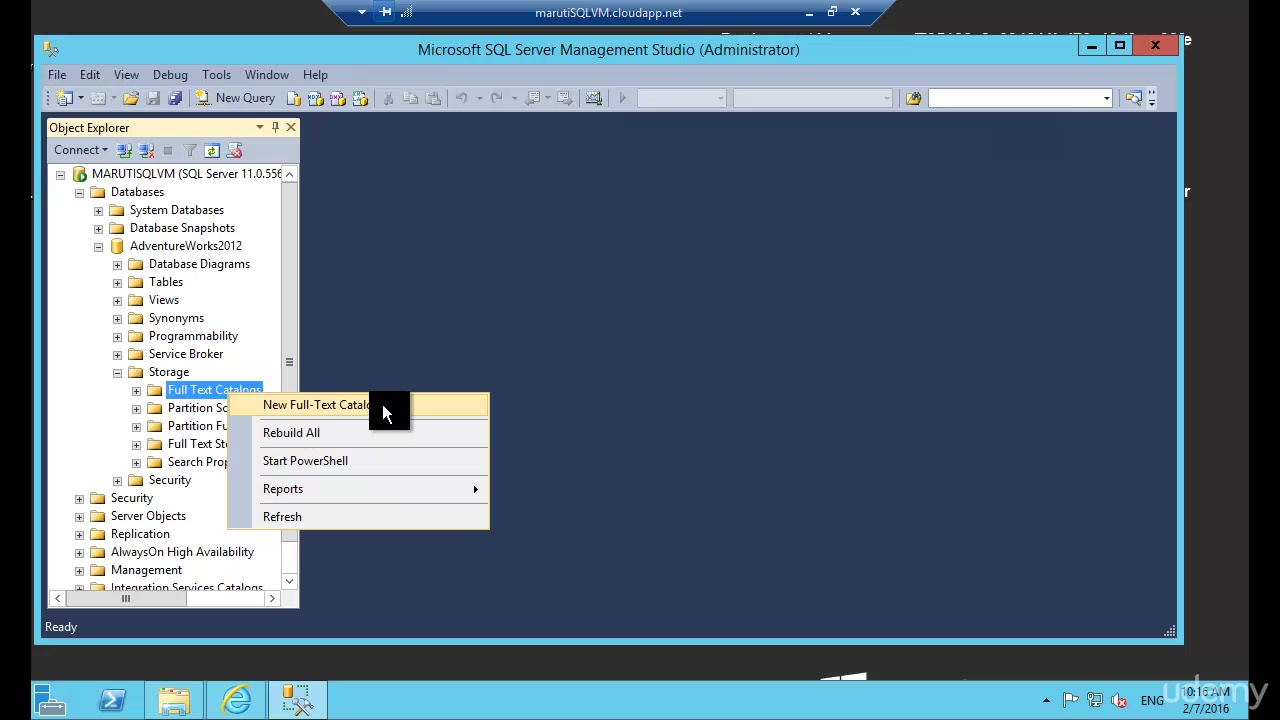 marutiSQLVM.cloudapp.net
Microsoft SQL Server Management Studio (Administrator)
File Edit View Debug Tools Window Help
New Query
Object Explorer
Connect
MARUTISQLVM (SQL Server 11.0.556
Databases
System Databases
Database Snapshots
AdventureWorks2012
Database Diagrams
Tables
Views
Synonyms
Programmability
Service Broker
Storage
Full Text Catalogs
New Full-Text Catalo
Partition Sc
Partition Fu
Rebuild All
Full Text Sto
Search Prop
Start PowerShell
Security
Reports
Security
Server Objects
Refresh
Replication
AlwaysOn High Availability
Management
Integration Services Catalogs
Ready
ENG
10:16 AM
2/7/2016
udemy